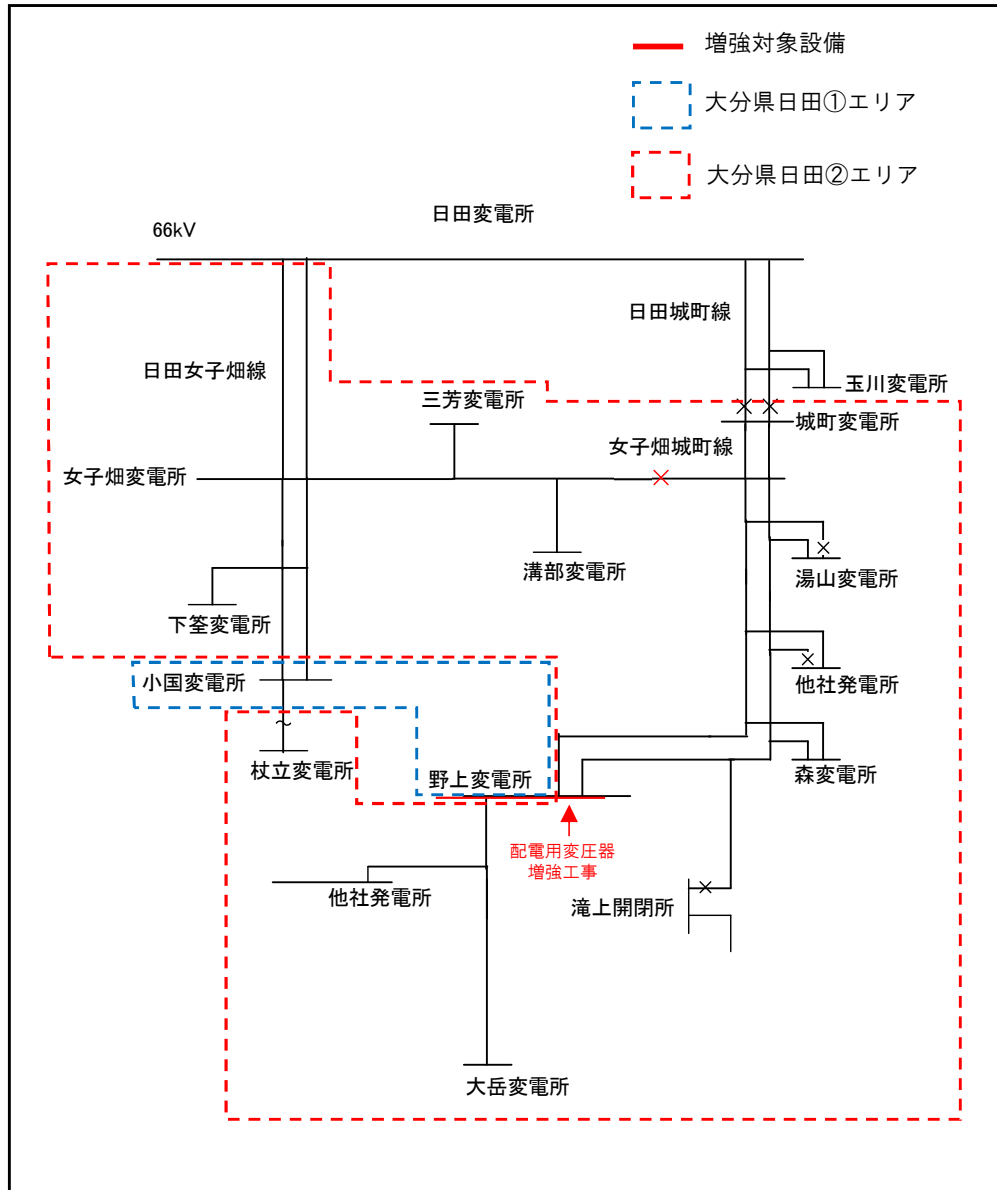 増強対象設備
大分県日田①エリア
大分県日田②エリア
日田変電所
66kV
日田城町線
日田女子畑線
玉川変電所
三芳変電所
城町変電所
女子畑城町線
女子畑変電所
溝部変電所
湯山変電所
下筌変電所
小国変電所
他社発電所
杖立変電所
野上変電所
森変電所
配電用変圧器
増強工事
他社発電所
滝上開閉所
大岳変電所